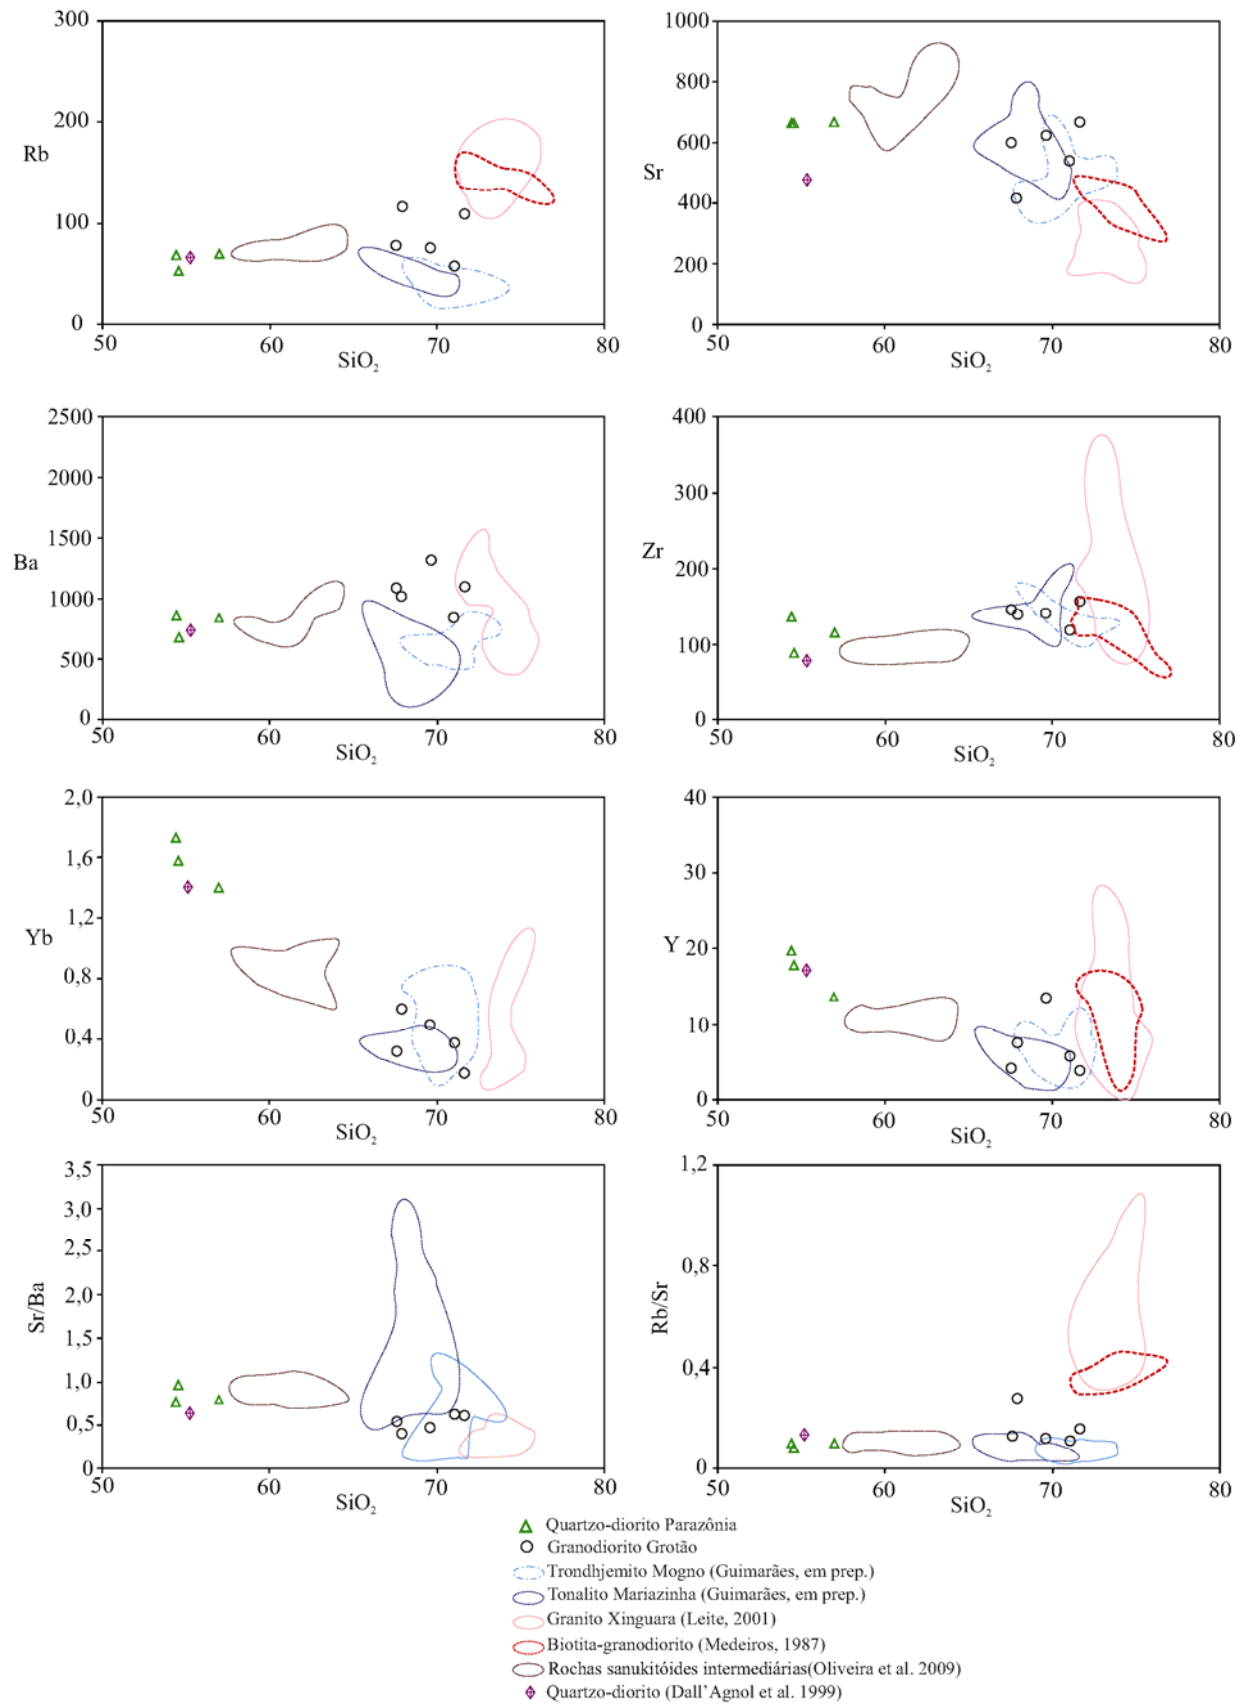 300
200
Rb
100
0
50 60 70 80
SiO₂
1000
800
600
Sr
400
200
0
50 60 70 80
SiO₂
2500
2000
1500
Ba
1000
500
0
50 60 70 80
SiO₂
400
300
Zr
200
100
0
50 60 70 80
SiO₂
2,0
1,6
1,2
Yb
0,8
0,4
0
50 60 70 80
SiO₂
40
30
20
Y
10
0
50 60 70 80
SiO₂
3,5
3,0
2,5
Sr/Ba
1,5
1,0
0,5
0
50 60 70 80
SiO₂
1,2
0,8
Rb/Sr
0,4
0
50 60 70 80
SiO₂
Quartzo-diorito Parazônia
Granodiorito Grotão
Trondhjemito Mogno (Guimarães, em prep.)
Tonalito Mariazinha (Guimarães, em prep.)
Granito Xinguara (Leite, 2001)
Biotita-granodiorito (Medeiros, 1987)
Rochas sanukitóides intermediárias(Oliveira et al. 2009)
Quartzo-diorito (Dall'Agnol et al. 1999)